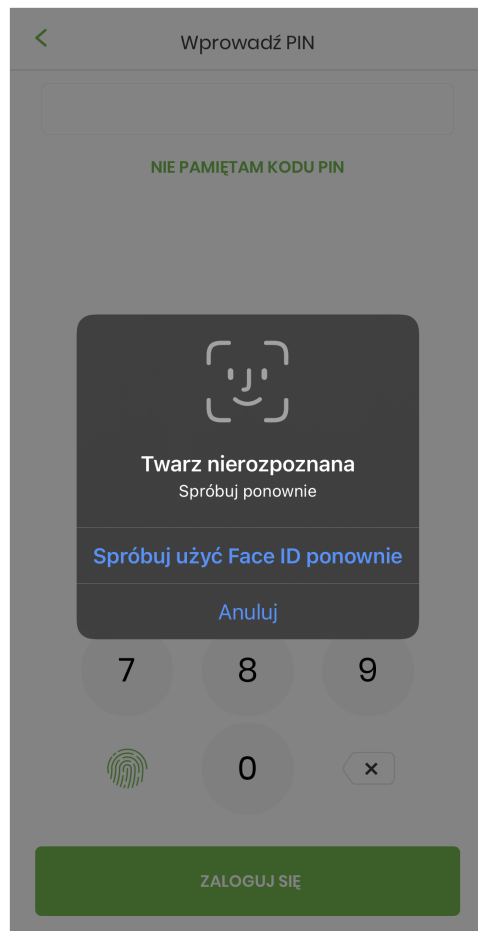 Wprowadź PIN
NIE PAMIĘTAM KODU PIN
Twarz nierozpoznana
Spróbuj ponownie
Spróbuj użyć Face ID ponownie
Anuluj
7 8 9
0
ZALOGUJ SIĘ